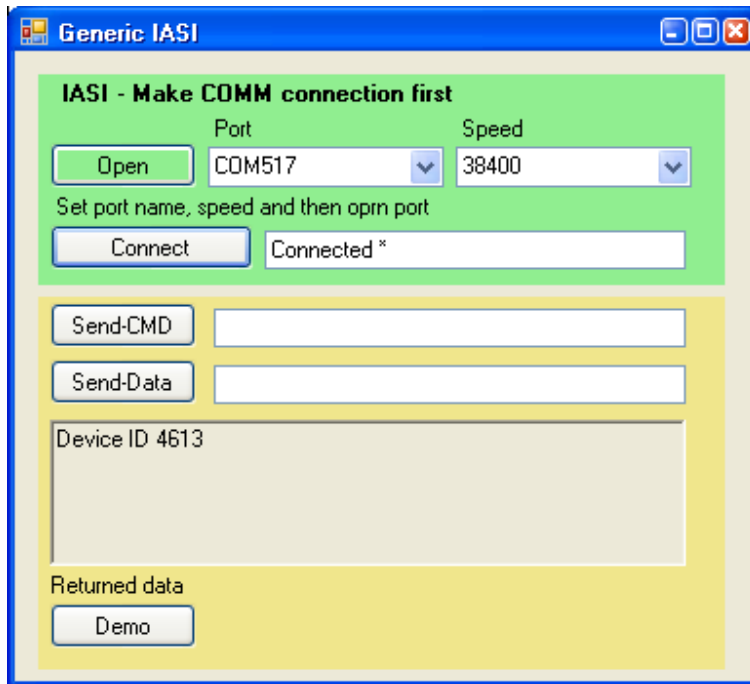 Generic IASI
IASI - Make COMM connection first
Port Speed
Open COM517 38400
Set port name, speed and then oprn port
Connect Connected *
Send-CMD
Send-Data
Device ID 4613
Returned data
Demo